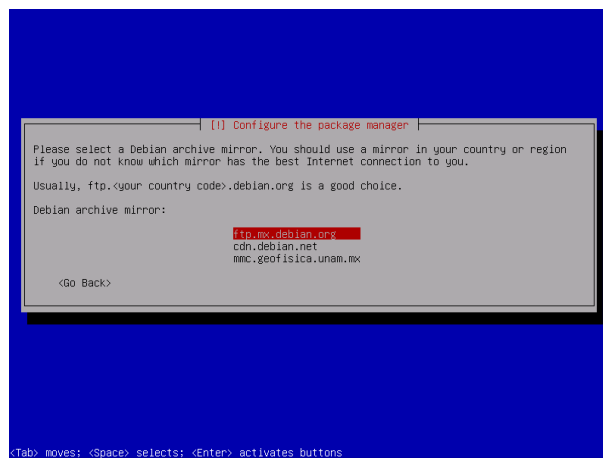 [!] Configure the package manager
Please select a Debian archive mirror. You should use a mirror in your country or region
if you do not know which mirror has the best Internet connection to you.
Usually, ftp.<your country code>.debian.org is a good choice.
Debian archive mirror:
ftp.mx.debian.org
cdn.debian.net
mmc.geofisica.unam.mx
<Go Back>
<Tab> moves; <Space> selects; <Enter> activates buttons